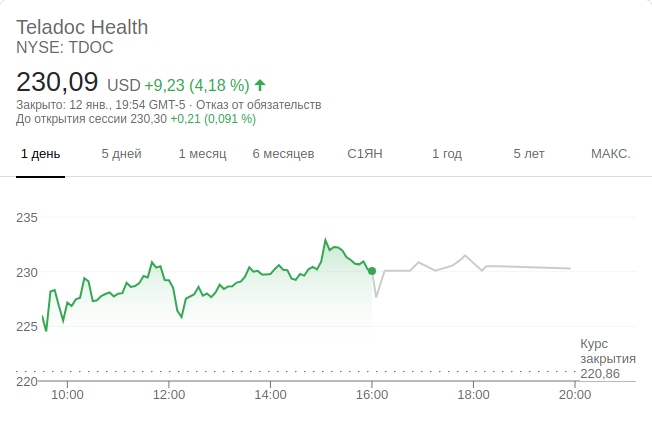 Teladoc Health
NYSE: TDOC
230,09 USD +9,23 (4,18 %)
Закрыто: 12 янв., 19:54 GMT-5 · Отказ от обязательств
До открытия сессии 230,30 +0,21 (0,091 %)
1 день 5 дней 1 месяц 6 месяцев С1ЯН 1 год 5 лет МАКС.
235
230
225
Курс
закрытия
220,86
220
10:00 12:00 14:00 16:00 18:00 20:00